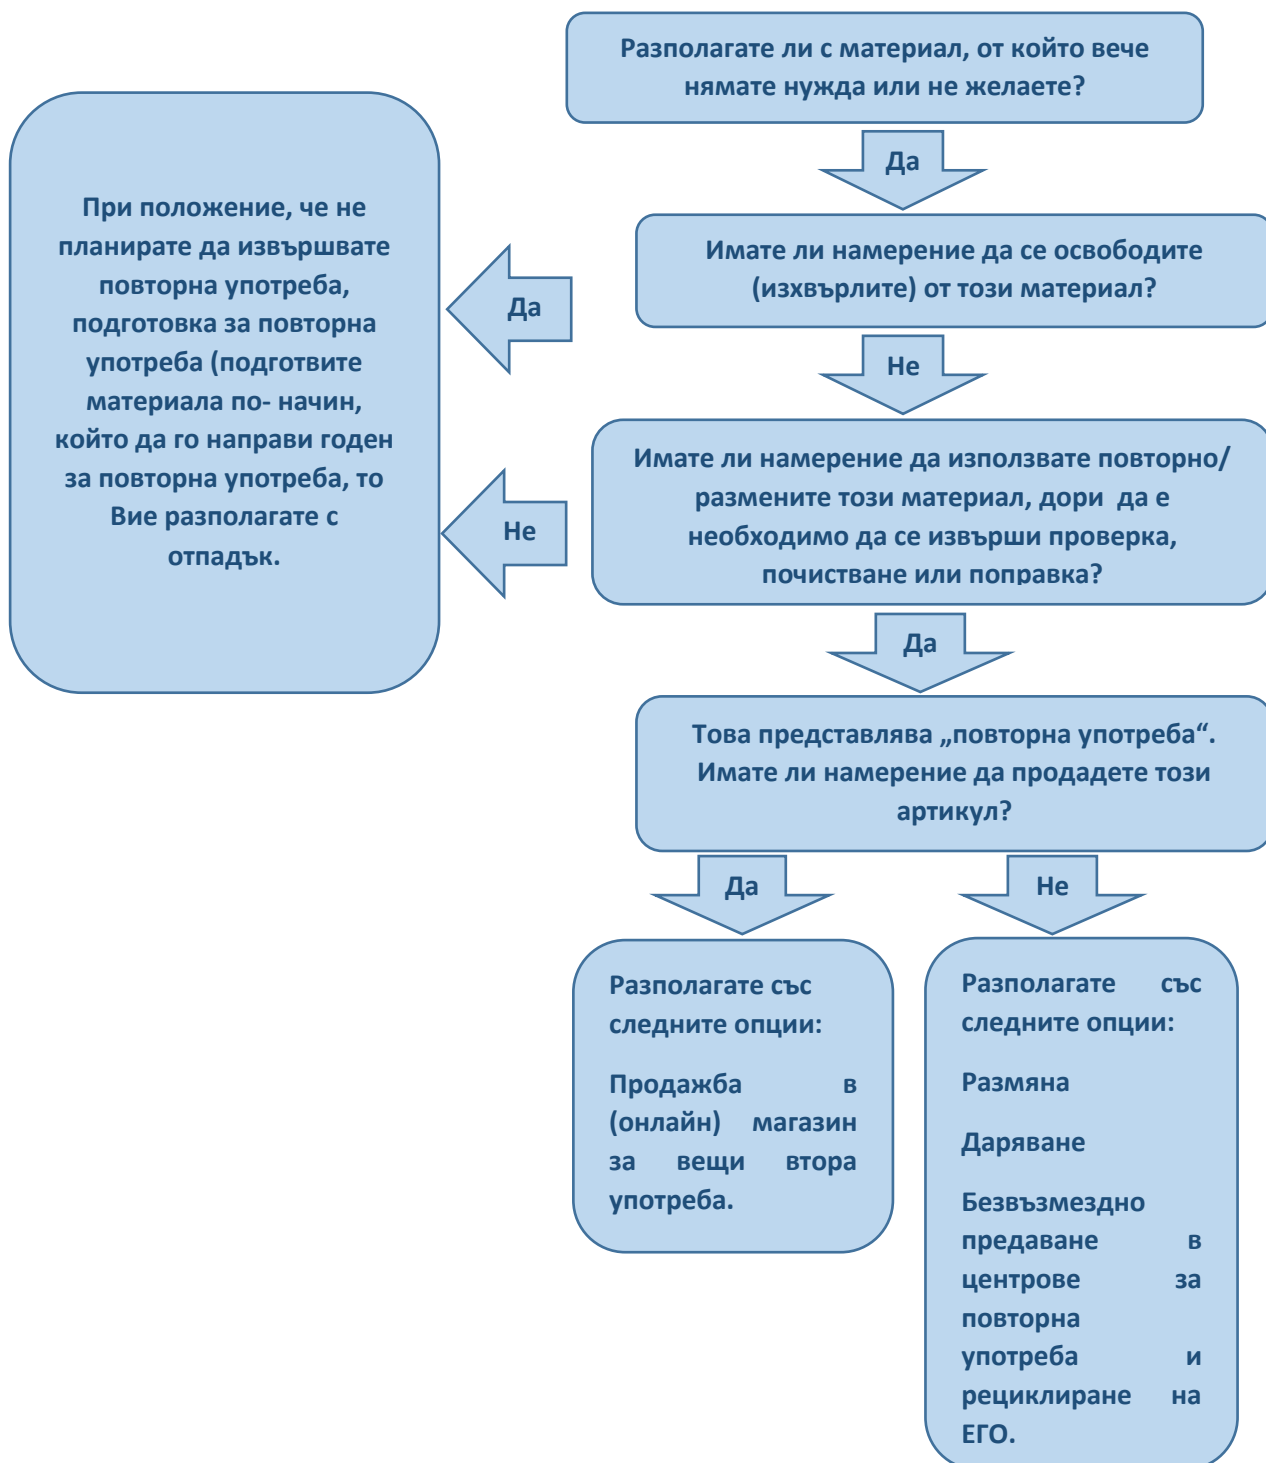 Разполагате ли с материал, от който вече
нямате нужда или не желаете?
Да
Имате ли намерение да се освободите
(изхвърлите) от този материал?
Да
При положение, че не
планирате да извършвате
повторна употреба,
подготовка за повторна
употреба (подготвите
материала по- начин,
който да го направи годен
за повторна употреба, то
Вие разполагате с
отпадък.
Не
Имате ли намерение да използвате повторно/
размените този материал, дори да е
необходимо да се извърши проверка,
почистване или поправка?
Не
Да
Това представлява „повторна употреба“.
Имате ли намерение да продадете този
артикул?
Да
Не
Разполагате със
следните опции:
Продажба в
(онлайн) магазин
за вещи втора
употреба.
Разполагате със
следните опции:
Размяна
Даряване
Безвъзмездно
предаване в
центрове за
повторна
употреба и
рециклиране на
ЕГО.